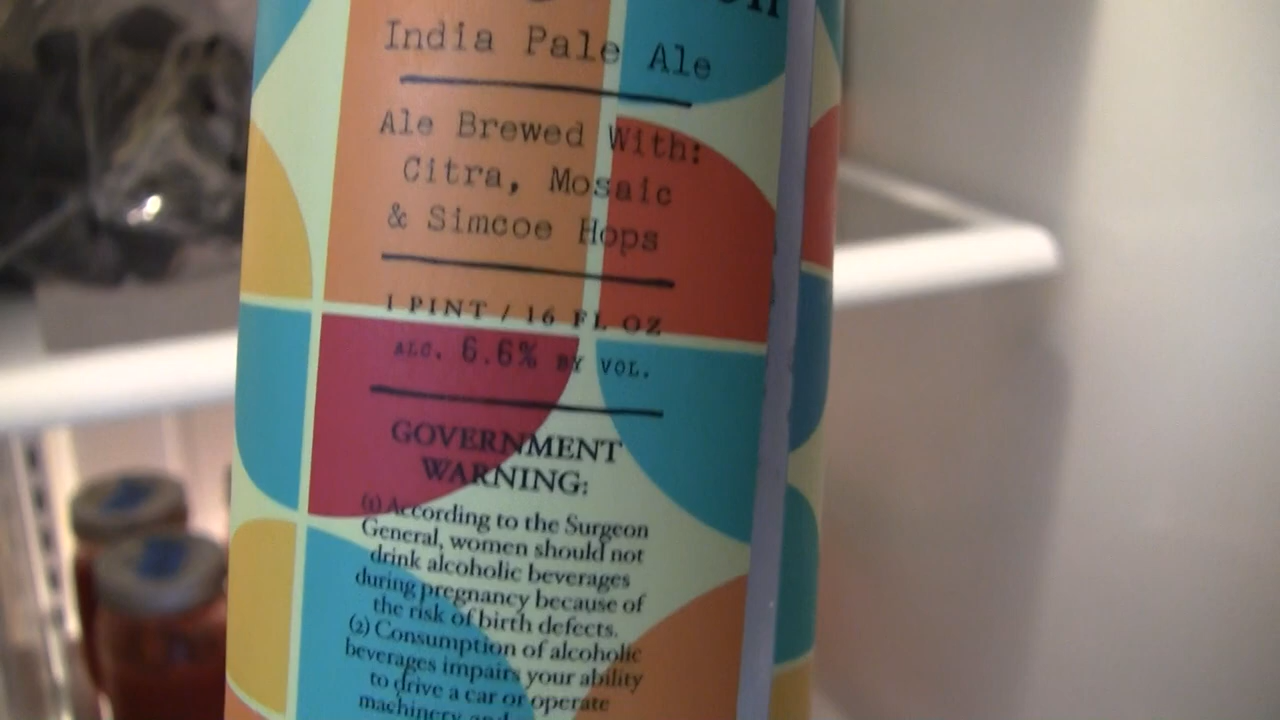 India Pale Ale
Ale Brewed With:
Citra, Mosaic
& Simcoe Hops
1 PINT / 16 FL OZ
ALC. 6.6% BY VOL.
GOVERNMENT
WARNING:
(1) According to the Surgeon
General, women should not
drink alcoholic beverages
during pregnancy because of
the risk of birth defects.
(2) Consumption of alcoholic
beverages impairs your ability
to drive a car or operate
machinery, and